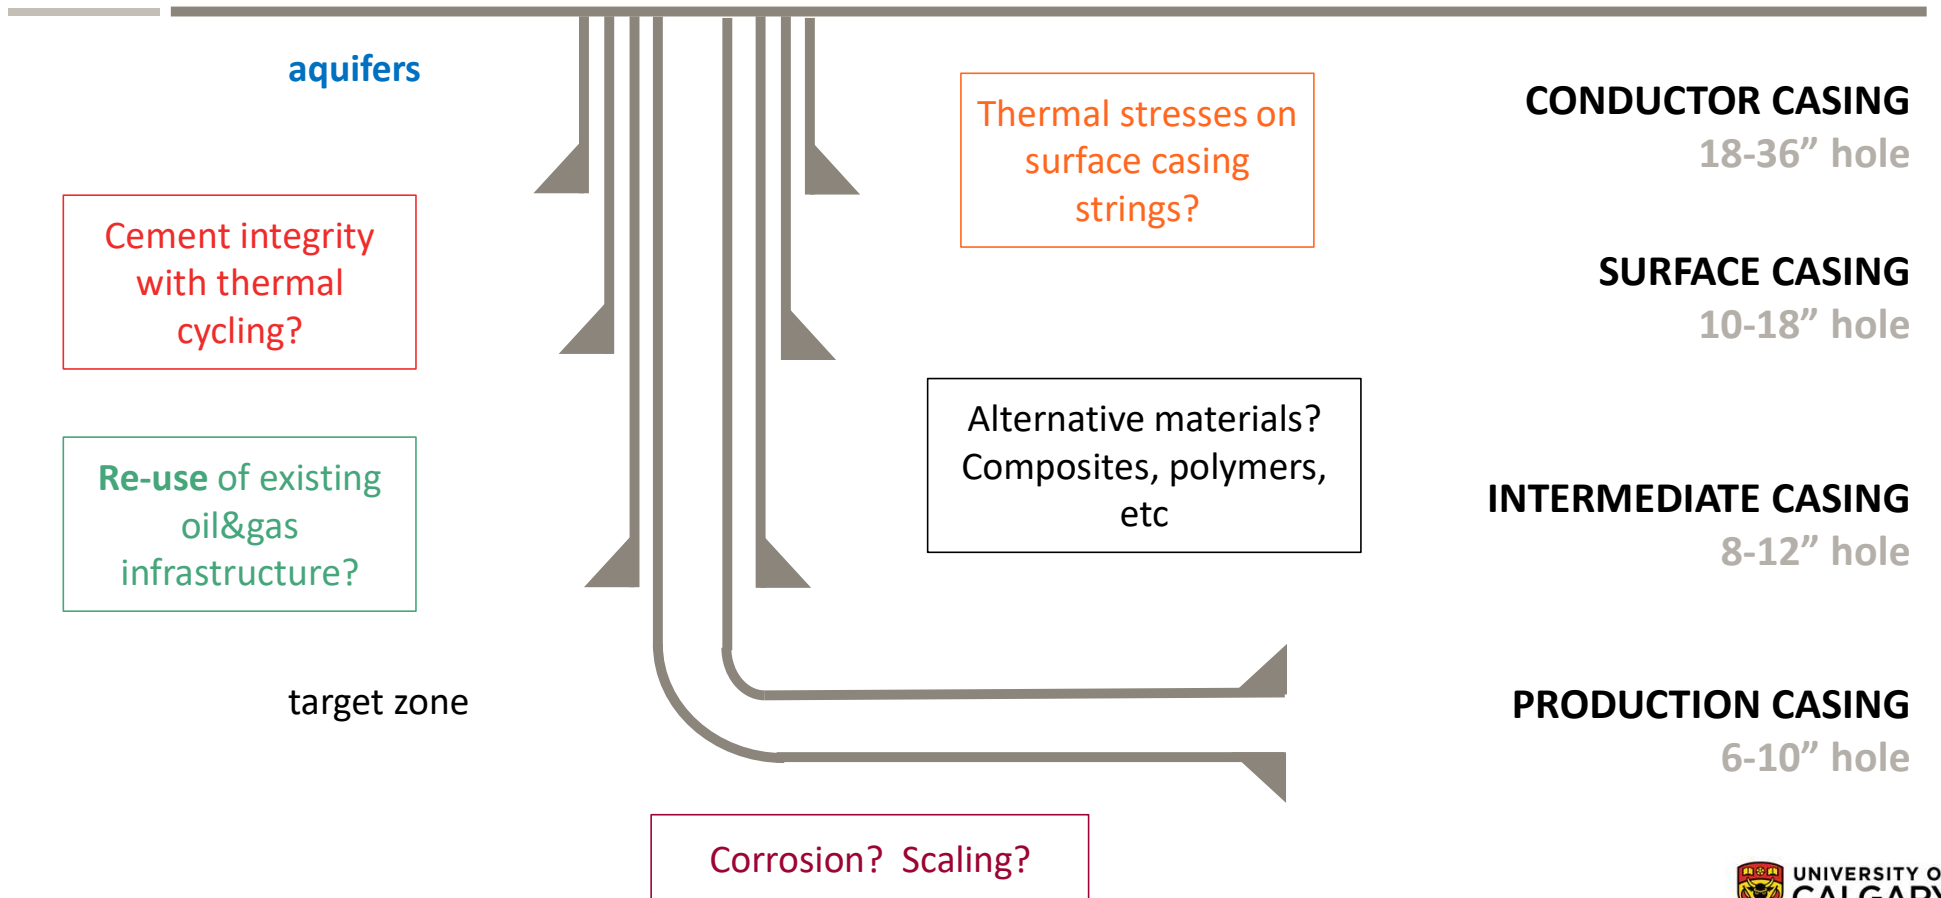 aquifers
Thermal stresses on
surface casing
strings?
CONDUCTOR CASING
18-36” hole
Cement integrity
with thermal
cycling?
SURFACE CASING
10-18” hole
Alternative materials?
Composites, polymers,
etc
Re-use of existing
oil&gas
infrastructure?
INTERMEDIATE CASING
8-12” hole
target zone
PRODUCTION CASING
6-10” hole
Corrosion? Scaling?
UNIVERSITY O
CALGARY